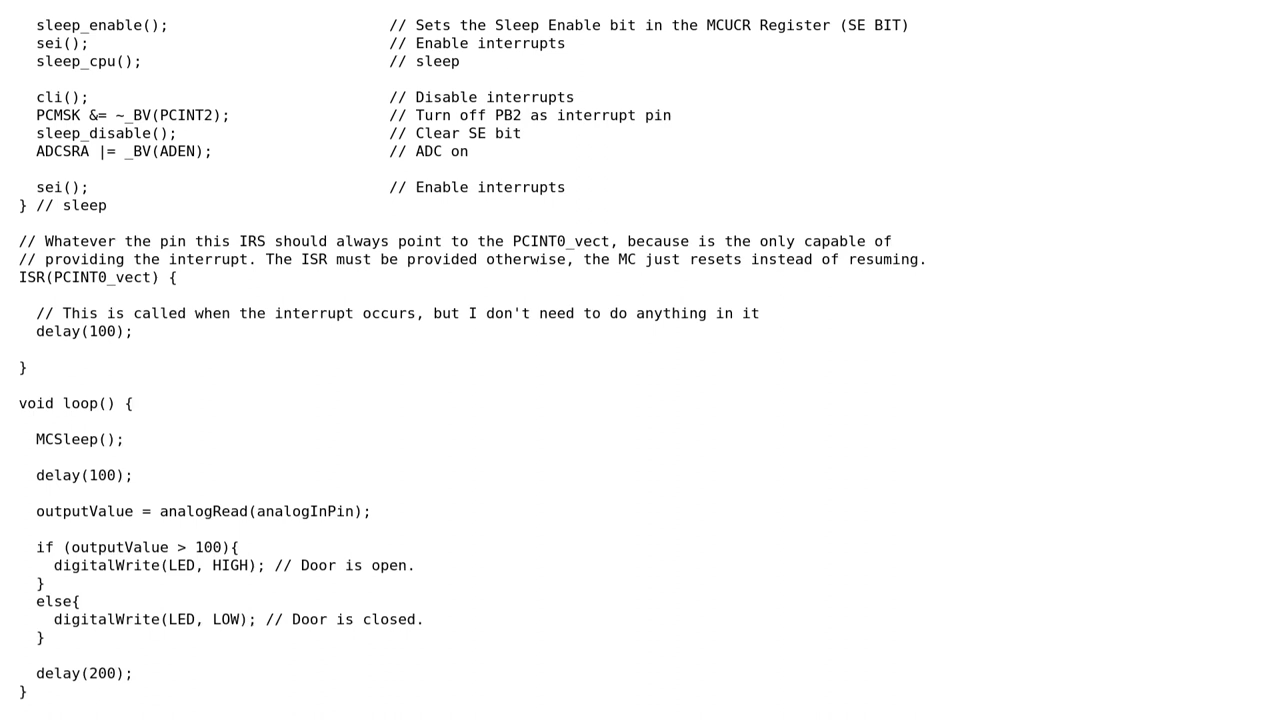 sleep_enable(); // Sets the Sleep Enable bit in the MCUCR Register (SE BIT)
sei(); // Enable interrupts
sleep_cpu(); // sleep
cli(); // Disable interrupts
PCMSK &= ~_BV(PCINT2); // Turn off PB2 as interrupt pin
sleep_disable(); // Clear SE bit
ADCSRA |= _BV(ADEN); // ADC on
sei(); // Enable interrupts
} // sleep
// Whatever the pin this IRS should always point to the PCINT0_vect, because is the only capable of
// providing the interrupt. The ISR must be provided otherwise, the MC just resets instead of resuming.
ISR(PCINT0_vect) {
// This is called when the interrupt occurs, but I don't need to do anything in it
delay(100);
}
void loop() {
MCSleep();
delay(100);
outputValue = analogRead(analogInPin);
if (outputValue > 100){
digitalWrite(LED, HIGH); // Door is open.
}
else{
digitalWrite(LED, LOW); // Door is closed.
}
delay(200);
}